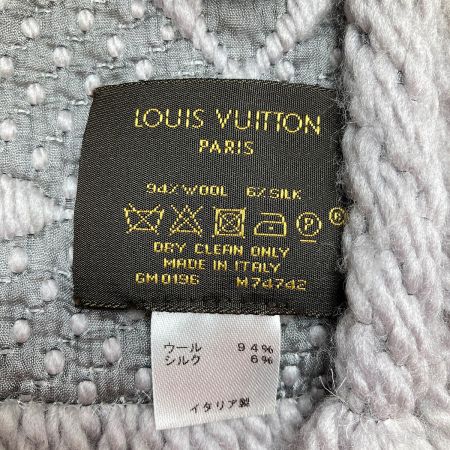 LOUIS VUITTON
PARIS
94% WOOL 6% SILK
DRY CLEAN ONLY
MADE IN ITALY
GM0196 M74742
ウール 94%
シルク 6%
イタリア製